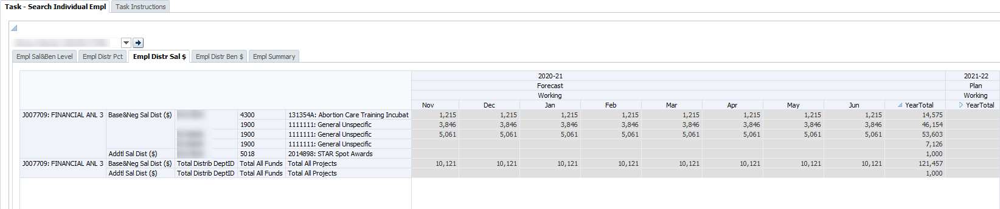 Task - Search Individual Empl Task Instructions
Empl Sal&Ben Level Empl Distr Pct Empl Distr Sal $ Empl Distr Ben $ Empl Summary
2020-21 2021-22
Forecast Plan
Working Working
Nov Dec Jan Feb Mar Apr May Jun YearTotal YearTotal
J007709: FINANCIAL ANL 3 Base&Neg Sal Dist ($) 4300 131354A: Abortion Care Training Incubat 1,215 1,215 1,215 1,215 1,215 1,215 1,215 1,215 14,575
1900 1111111: General Unspecific 3,846 3,846 3,846 3,846 3,846 3,846 3,846 3,846 46,154
1900 1111111: General Unspecific 5,061 5,061 5,061 5,061 5,061 5,061 5,061 5,061 53,603
1900 1111111: General Unspecific 7,126
Addtl Sal Dist ($) 5018 2014898: STAR Spot Awards 1,000
J007709: FINANCIAL ANL 3 Base&Neg Sal Dist ($) Total Distrib DeptID Total All Funds Total All Projects 10,121 10,121 10,121 10,121 10,121 10,121 10,121 10,121 121,457
Addtl Sal Dist ($) Total Distrib DeptID Total All Funds Total All Projects 1,000